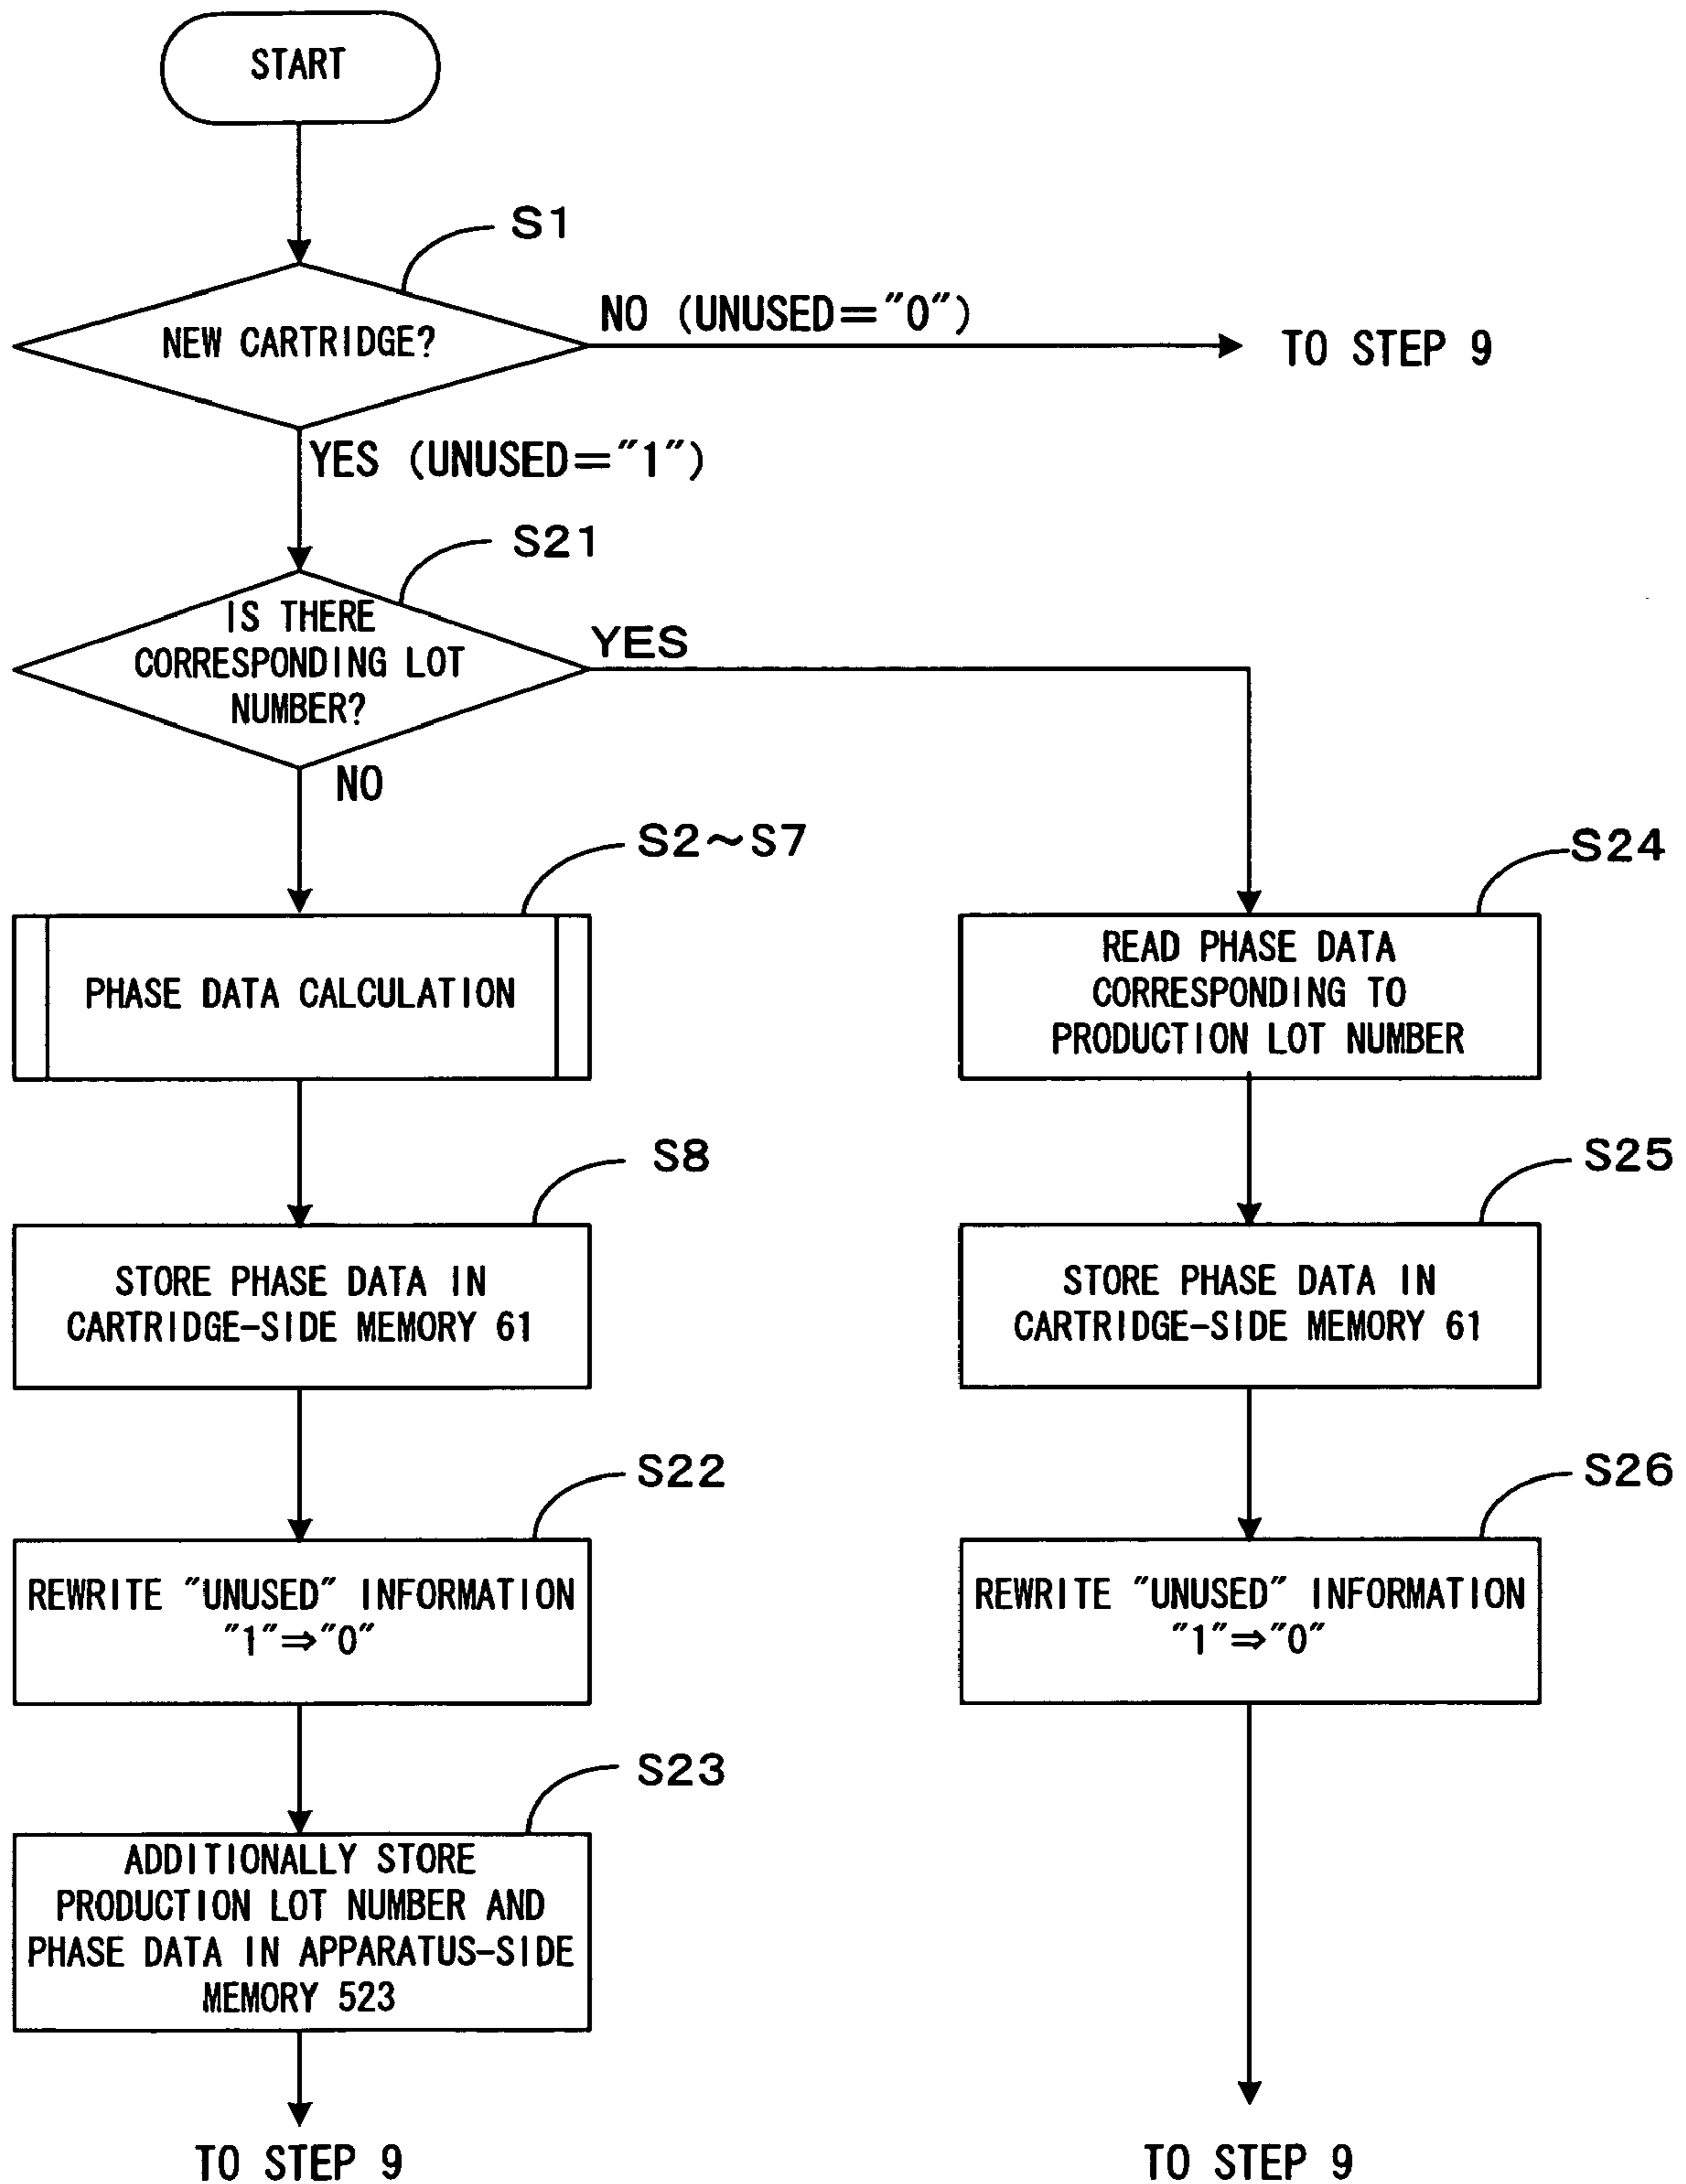 START
S1
NEW CARTRIDGE?
NO (UNUSED="0")
TO STEP 9
YES (UNUSED="1")
S21
IS THERE
CORRESPONDING LOT
NUMBER?
YES
NO
S2~S7
PHASE DATA CALCULATION
S24
READ PHASE DATA
CORRESPONDING TO
PRODUCTION LOT NUMBER
S8
STORE PHASE DATA IN
CARTRIDGE-SIDE MEMORY 61
S25
STORE PHASE DATA IN
CARTRIDGE-SIDE MEMORY 61
S22
REWRITE "UNUSED" INFORMATION
"1"⇒"0"
S26
REWRITE "UNUSED" INFORMATION
"1"⇒"0"
S23
ADDITIONALLY STORE
PRODUCTION LOT NUMBER AND
PHASE DATA IN APPARATUS-SIDE
MEMORY 523
TO STEP 9
TO STEP 9